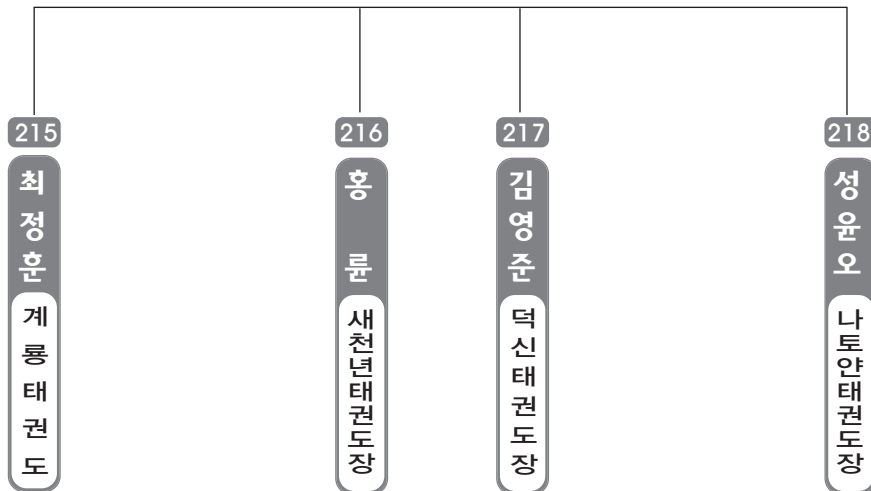 215
최정훈
계룡태권도
216
홍 륜
새천년태권도장
217
김영준
덕신태권도장
218
성윤오
나토얀태권도장